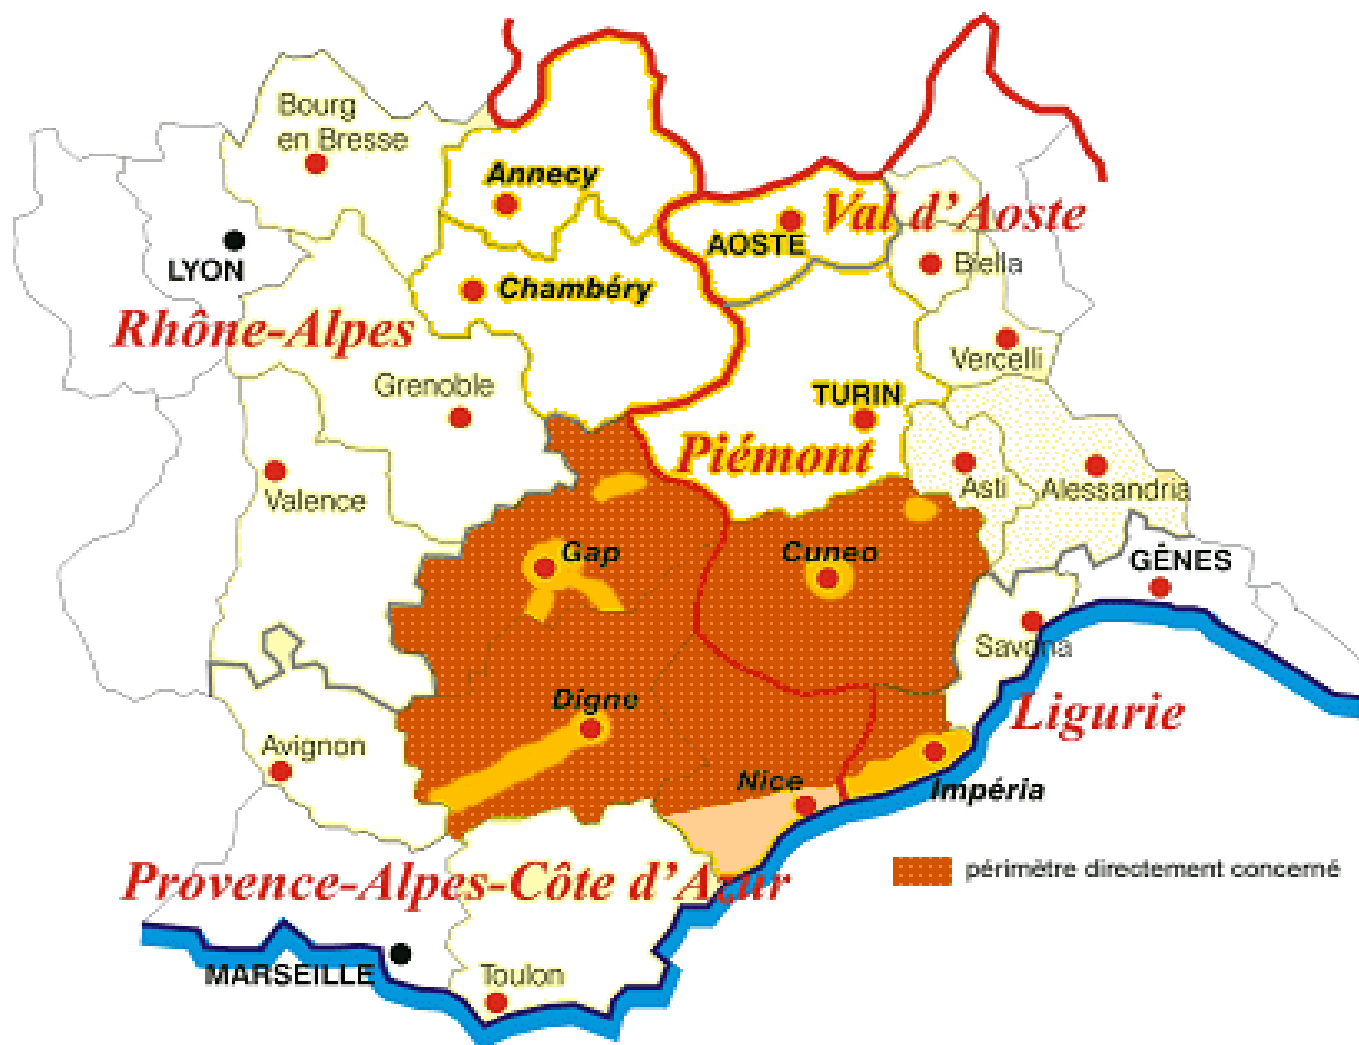 Bourg
en Bresse
Annecy
Val d'Aoste
AOSTE
LYON
Biella
Chambéry
Rhône-Alpes
Vercelli
Grenoble
TURIN
Piémont
Valence
Asti
Alessandria
Gap
Cuneo
GÊNES
Savona
Digne
Ligurie
Avignon
Nice
Impéria
Provence-Alpes-Côte d'Azur
périmètre directement concerné
MARSEILLE
Toulon